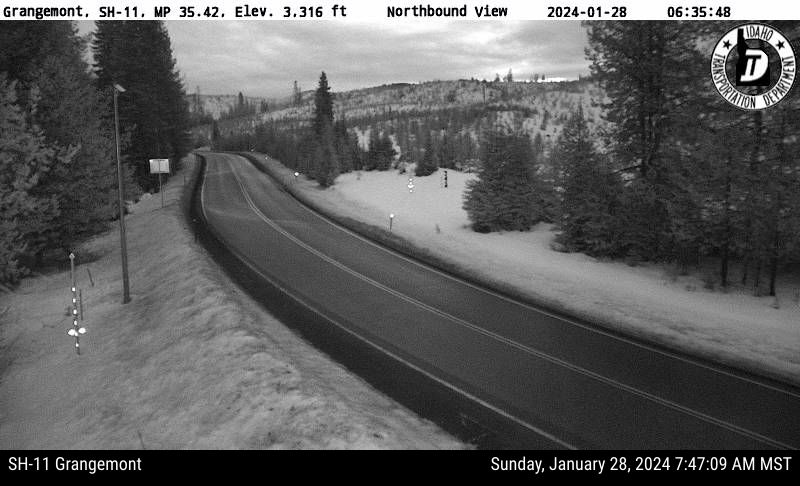 Grangemont, SH-11, MP 35.42, Elev. 3,316 ft Northbound View 2024-01-28 06:35:48
IDAHO
TRANSPORTATION DEPARTMENT
SH-11 Grangemont Sunday, January 28, 2024 7:47:09 AM MST